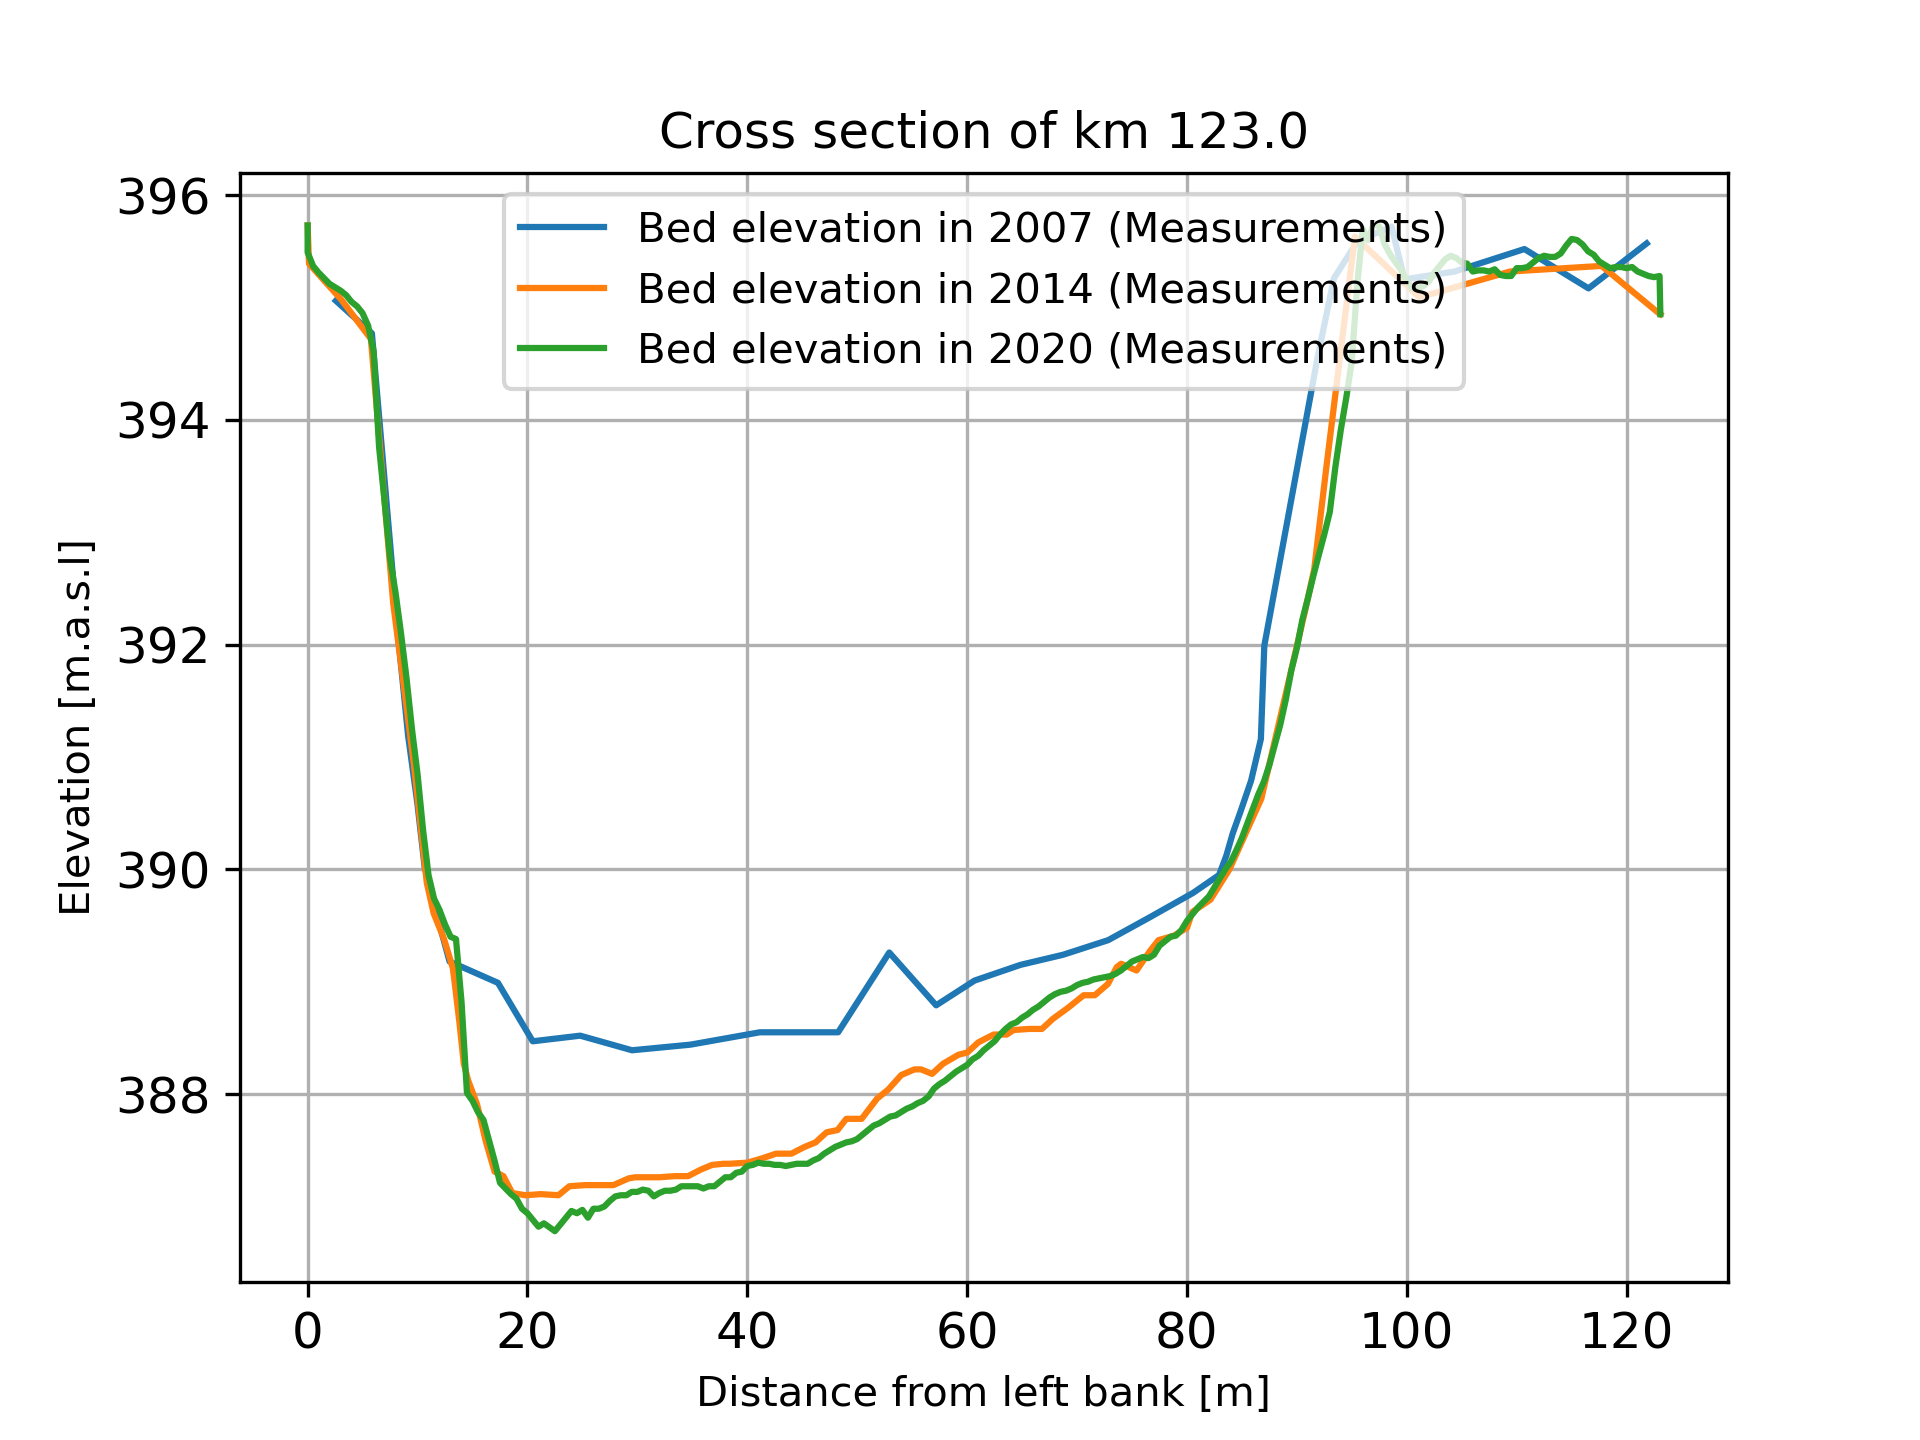 Cross section of km 123.0
Bed elevation in 2007 (Measurements)
Bed elevation in 2014 (Measurements)
Bed elevation in 2020 (Measurements)
Elevation [m.a.s.l]
396
394
392
390
388
0 20 40 60 80 100 120
Distance from left bank [m]